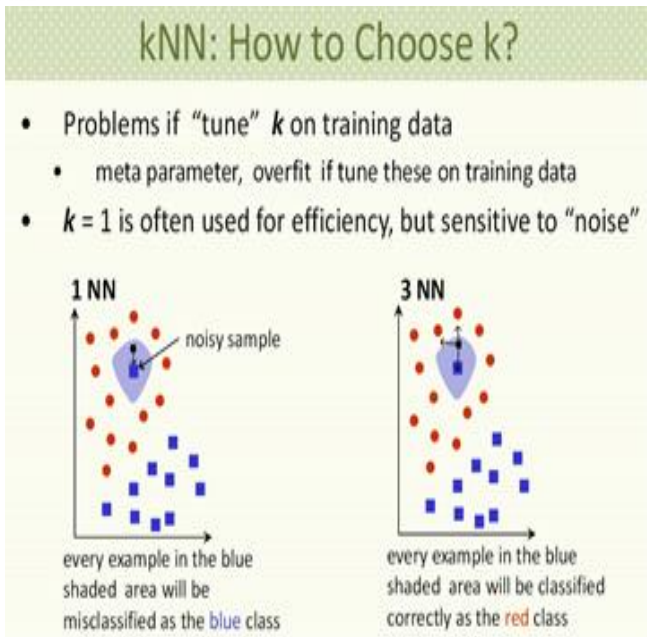 kNN: How to Choose k?
• Problems if "tune" k on training data
• meta parameter, overfit if tune these on training data
• k = 1 is often used for efficiency, but sensitive to "noise"
1 NN
noisy sample
every example in the blue
shaded area will be
misclassified as the blue class
3 NN
every example in the blue
shaded area will be classified
correctly as the red class